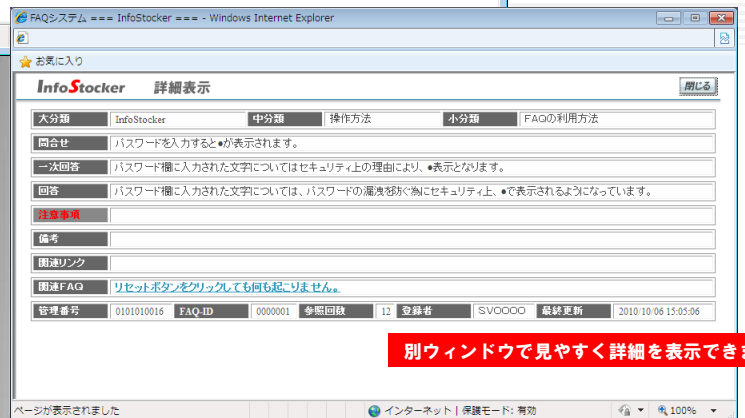 FAQシステム === InfoStocker === - Windows Internet Explorer
お気に入り
InfoStocker 詳細表示 閉じる
大分類 InfoStocker 中分類 操作方法 小分類 FAQの利用方法
問合せ パスワードを入力すると●が表示されます。
一次回答 パスワード欄に入力された文字についてはセキュリティ上の理由により、●表示となります。
回答 パスワード欄に入力された文字については、パスワードの漏洩を防ぐ為にセキュリティ上、●で表示されるようになっています。
注意事項
備考
関連リンク
関連FAQ リセットボタンをクリックしても何も起こりません。
管理番号 0101010016 FAQ-ID 0000001 参照回数 12 登録者 SVOOOO 最終更新 2010/10/06 15:05:06
別ウィンドウで見やすく詳細を表示でき
ページが表示されました インターネット | 保護モード: 有効 100%